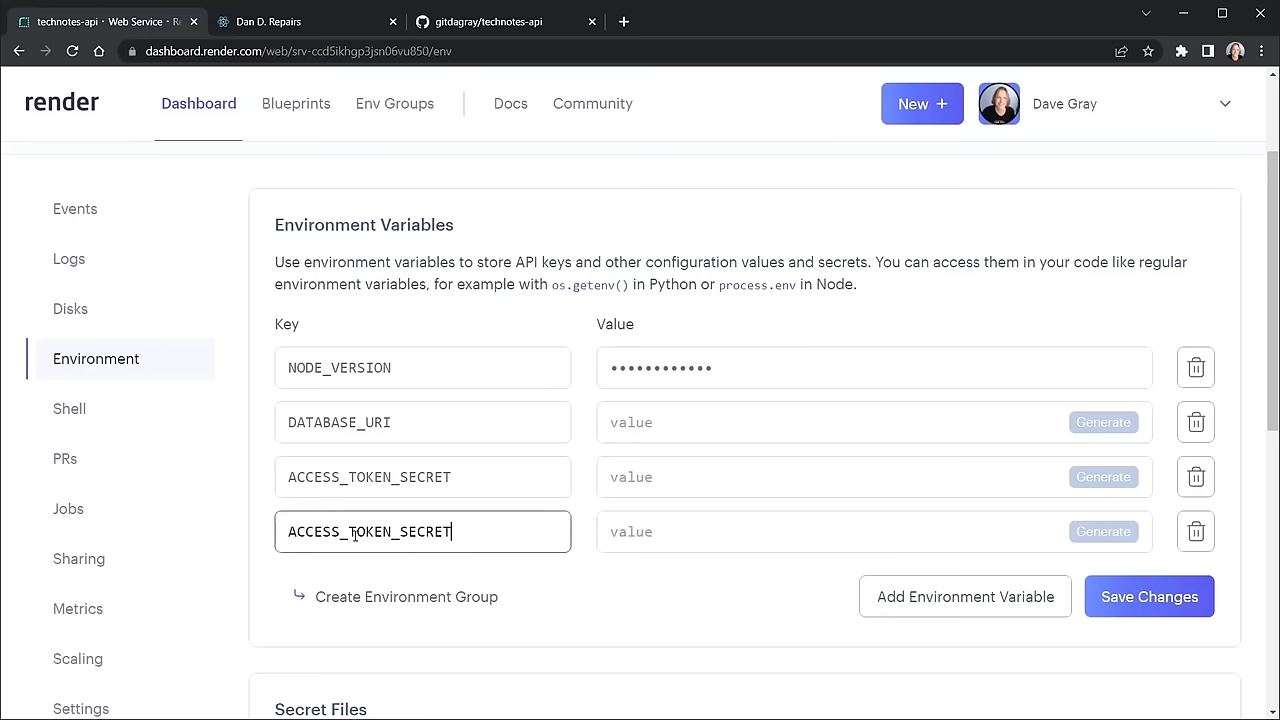 technotes-api · Web Service · Re
Dan D. Repairs
gitdagray/technotes-api
dashboard.render.com/web/srv-ccd5ikhgp3jsn06vu850/env
render
Dashboard
Blueprints
Env Groups
Docs
Community
New +
Dave Gray
Events
Logs
Disks
Environment
Shell
PRs
Jobs
Sharing
Metrics
Scaling
Settings
Environment Variables
Use environment variables to store API keys and other configuration values and secrets. You can access them in your code like regular
environment variables, for example with os.getenv() in Python or process.env in Node.
Key
Value
NODE_VERSION
••••••••••••
DATABASE_URI
value
Generate
ACCESS_TOKEN_SECRET
value
Generate
ACCESS_TOKEN_SECRET
value
Generate
Create Environment Group
Add Environment Variable
Save Changes
Secret Files